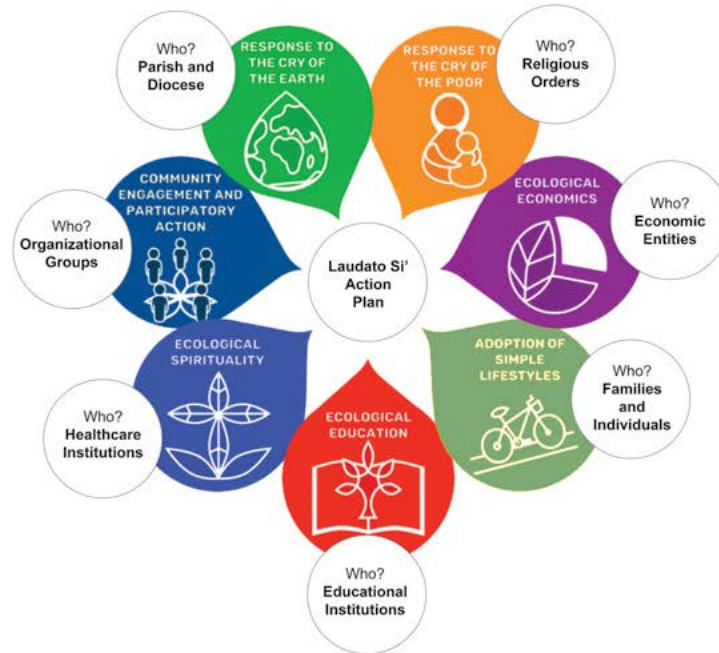 RESPONSE TO
THE CRY OF
THE EARTH
Who?
Parish and
Diocese
RESPONSE TO
THE CRY OF
THE POOR
Who?
Religious
Orders
ECOLOGICAL
ECONOMICS
Who?
Economic
Entities
ADOPTION OF
SIMPLE
LIFESTYLES
Who?
Families
and
Individuals
ECOLOGICAL
EDUCATION
Who?
Educational
Institutions
ECOLOGICAL
SPIRITUALITY
Who?
Healthcare
Institutions
COMMUNITY
ENGAGEMENT AND
PARTICIPATORY
ACTION
Who?
Organizational
Groups
Laudato Si'
Action
Plan